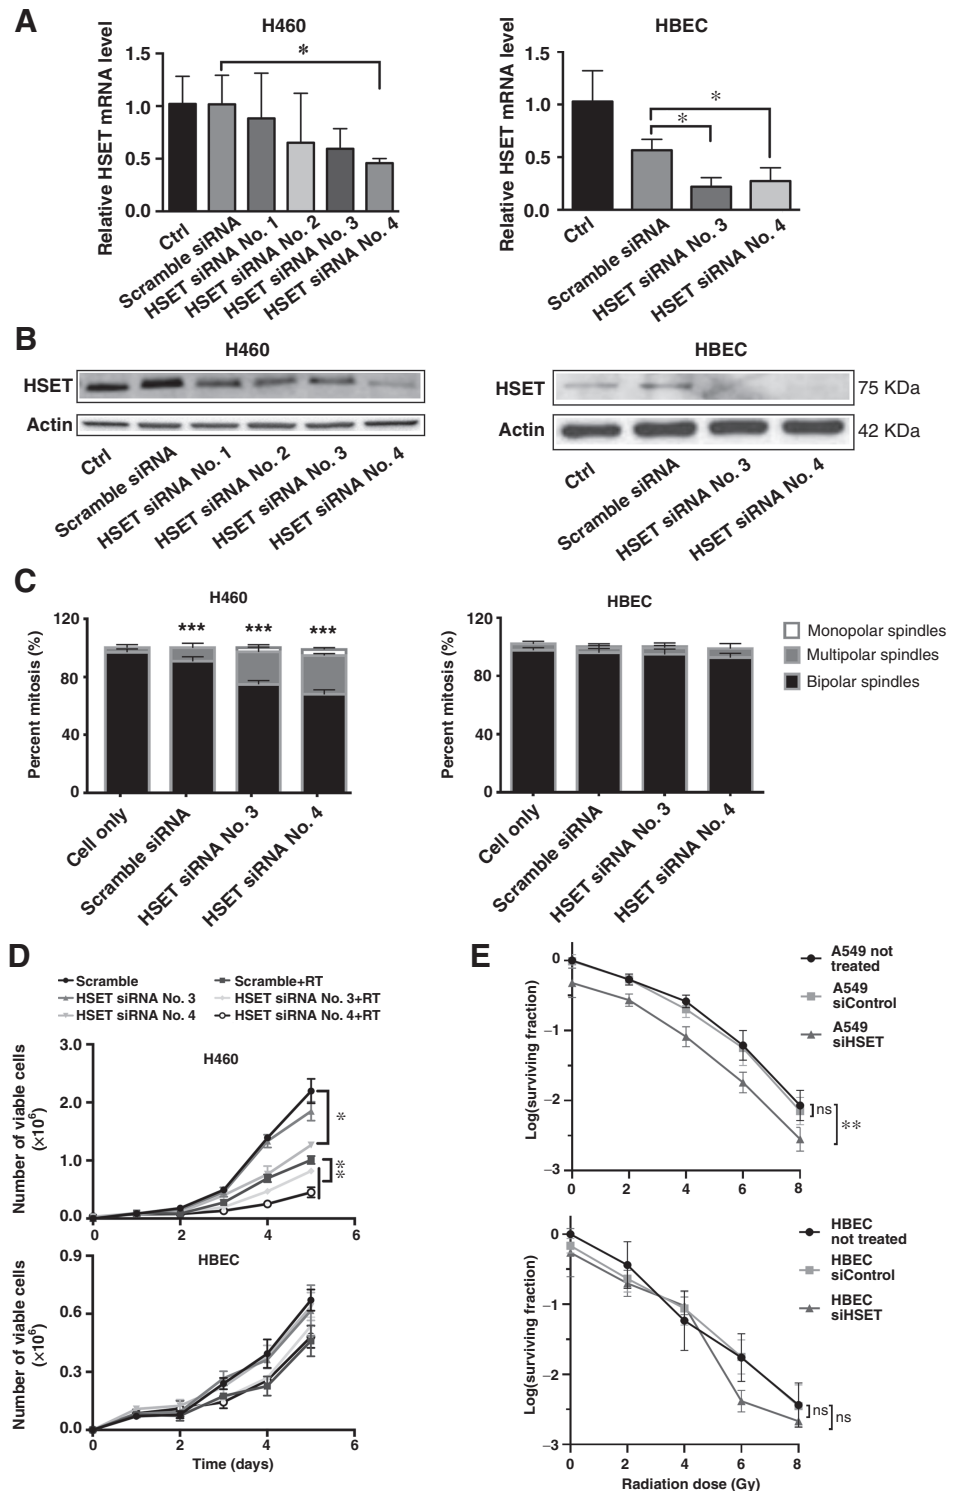 A
H460
Relative HSET mRNA level
1.5
1.0
0.5
0.0
*
Ctrl
Scramble siRNA
HSET siRNA No. 1
HSET siRNA No. 2
HSET siRNA No. 3
HSET siRNA No. 4
HBEC
Relative HSET mRNA level
1.5
1.0
0.5
0.0
*
*
Ctrl
Scramble siRNA
HSET siRNA No. 3
HSET siRNA No. 4
B
H460
HSET
Actin
Ctrl
Scramble siRNA
HSET siRNA No. 1
HSET siRNA No. 2
HSET siRNA No. 3
HSET siRNA No. 4
HBEC
HSET
75 KDa
Actin
42 KDa
Ctrl
Scramble siRNA
HSET siRNA No. 3
HSET siRNA No. 4
C
H460
Percent mitosis (%)
120
80
40
0
***
***
***
Cell only
Scramble siRNA
HSET siRNA No. 3
HSET siRNA No. 4
HBEC
Percent mitosis (%)
120
80
40
0
Cell only
Scramble siRNA
HSET siRNA No. 3
HSET siRNA No. 4
Monopolar spindles
Multipolar spindles
Bipolar spindles
D
Scramble
HSET siRNA No. 3
HSET siRNA No. 4
Scramble+RT
HSET siRNA No. 3+RT
HSET siRNA No. 4+RT
H460
Number of viable cells
(×10⁶)
3.0
2.0
1.0
0.0
*
**
0 2 4 6
HBEC
Number of viable cells
(×10⁶)
0.9
0.6
0.3
0.0
0 2 4 6
Time (days)
E
Log(surviving fraction)
0
−1
−2
−3
0 2 4 6 8
ns
**
A549 not
treated
A549
siControl
A549
siHSET
Log(surviving fraction)
0
−1
−2
−3
0 2 4 6 8
ns
ns
HBEC
not treated
HBEC
siControl
HBEC
siHSET
Radiation dose (Gy)